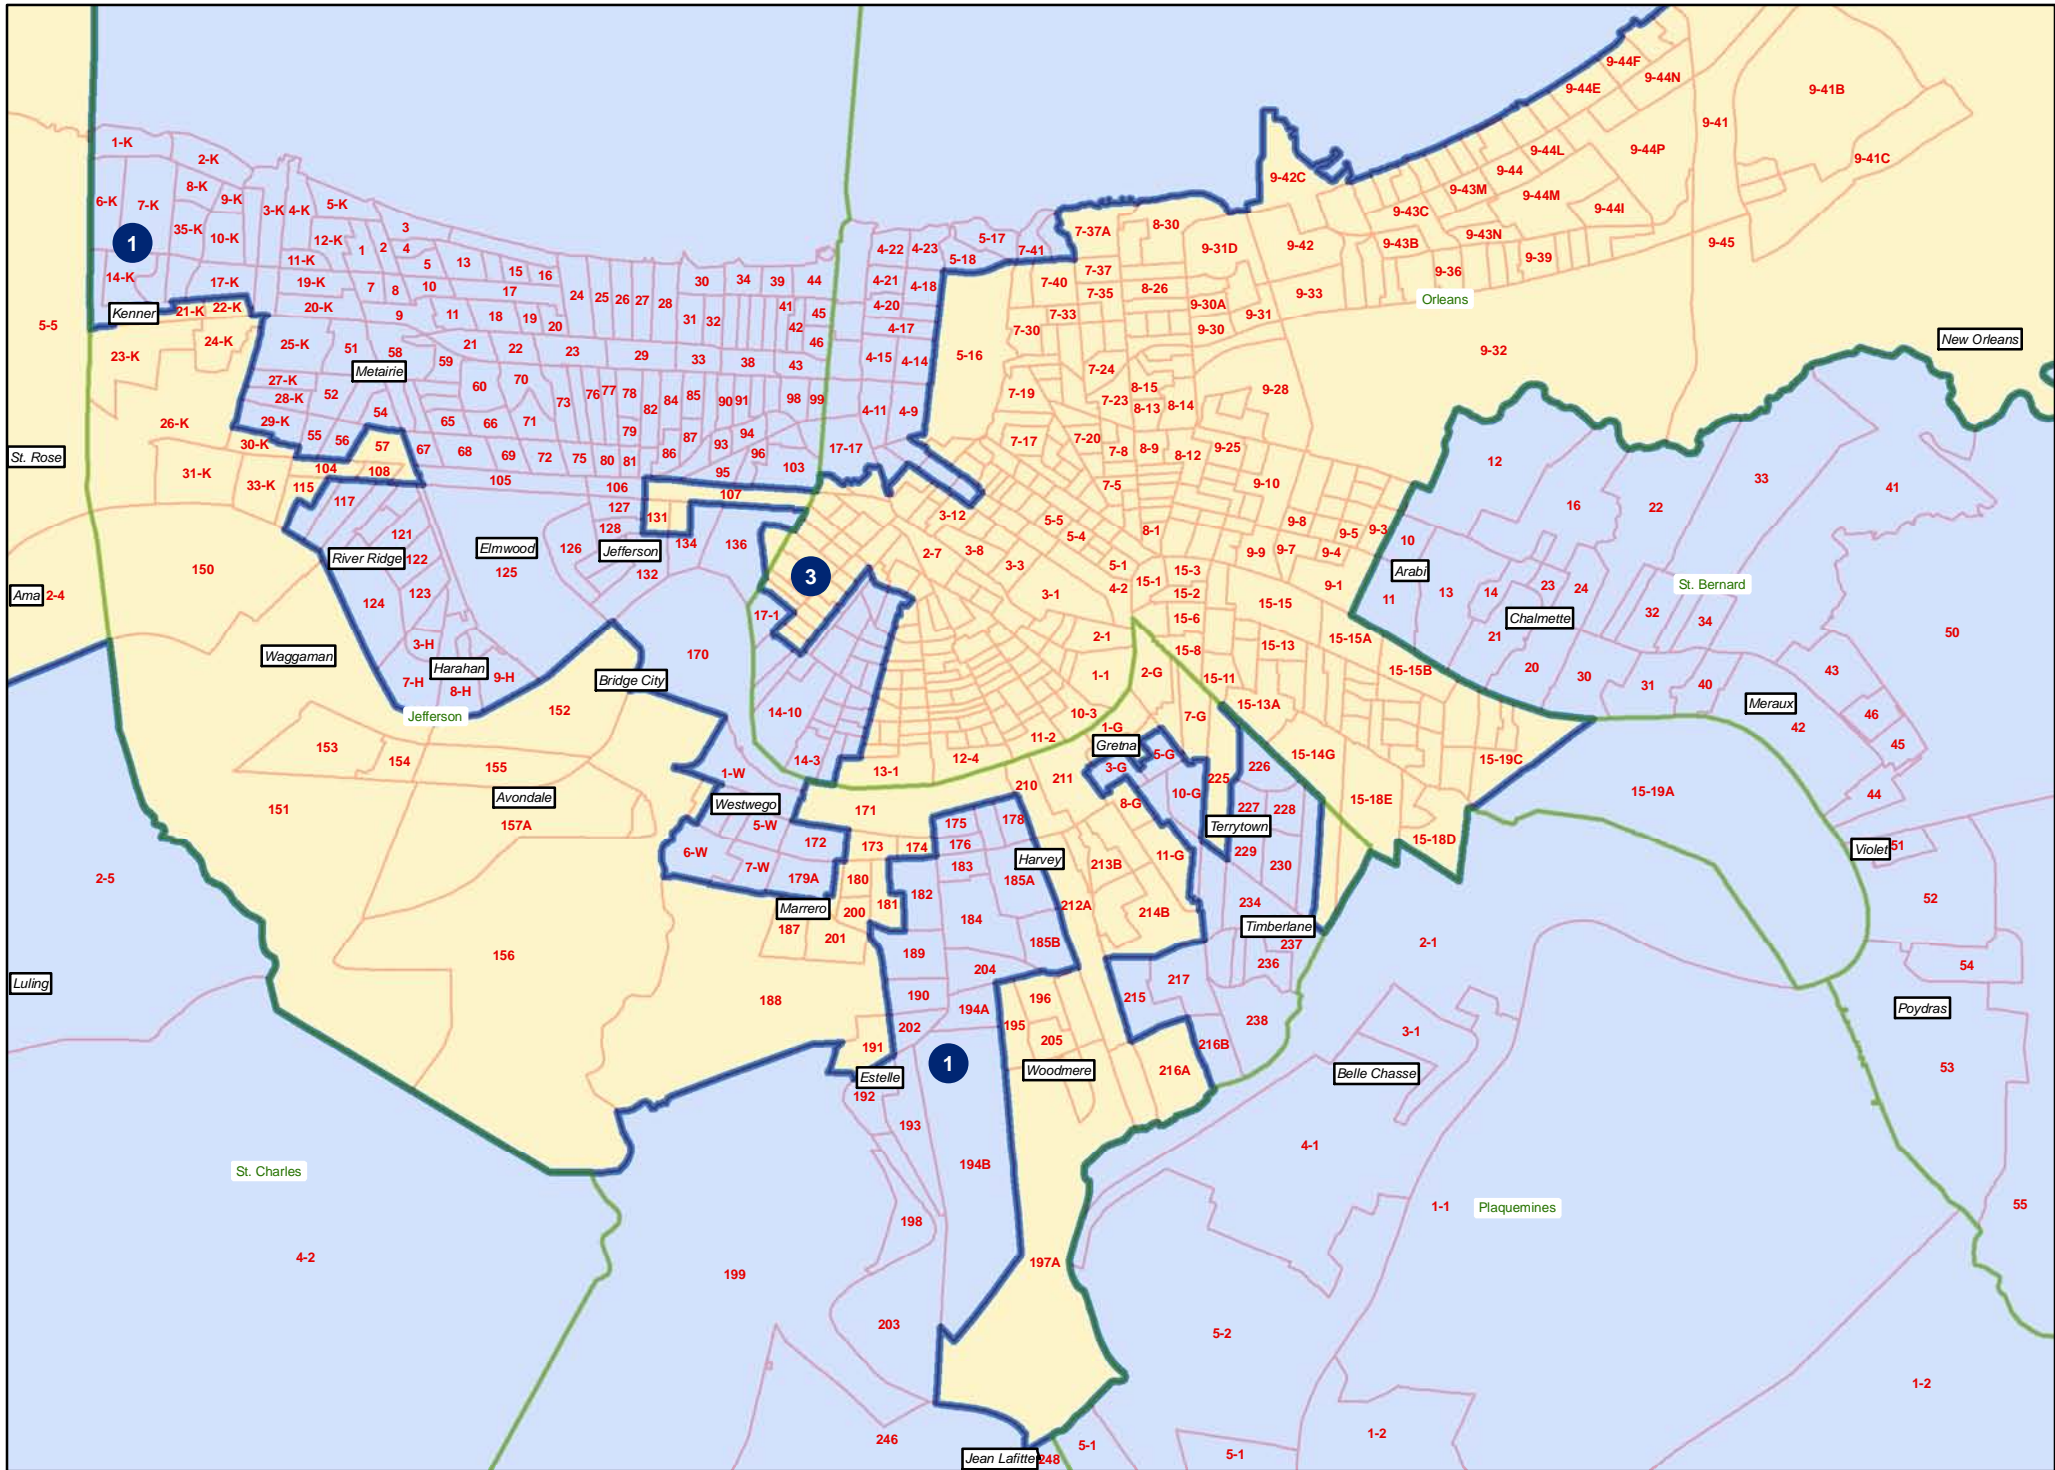 9-44F
9-44N
9-44E
9-41B
9-41
1-K
2-K
9-44L
9-44P
9-41C
9-44
9-42C
8-K
9-43M
9-44M
6-K
7-K
9-K
3-K
4-K
5-K
9-43C
9-44I
35-K
10-K
3
8-30
7-37A
9-43N
1
12-K
1
2
4
4-22
4-23
5-17
7-41
9-31D
9-42
9-43B
9-45
11-K
5
13
5-18
9-39
14-K
17-K
19-K
7
8
10
15
16
17
30
34
39
44
4-21
4-18
7-40
7-37
7-35
8-26
9-33
9-36
Orleans
24
25
26
27
28
Kenner
21-K
22-K
20-K
9
11
18
19
20
31
32
41
42
45
4-20
4-17
7-33
7-30
9-30A
9-30
9-31
5-5
24-K
23-K
25-K
51
58
Metairie
59
21
22
23
29
33
38
43
46
4-15
4-14
5-16
9-32
New Orleans
27-K
28-K
52
60
70
73
76
77
78
82
84
85
90
91
98
99
7-24
8-15
7-23
8-13
8-14
9-28
7-19
26-K
29-K
54
65
66
71
79
4-11
4-9
30-K
55
56
57
67
68
69
72
75
80
81
86
87
93
94
96
95
103
17-17
7-17
7-20
7-8
8-9
8-12
9-25
St. Rose
31-K
33-K
104
108
115
117
105
106
107
7-5
9-10
12
33
41
16
22
127
131
128
3-12
5-5
5-4
8-1
9-8
9-5
9-3
10
121
River Ridge
122
Elmwood
125
126
Jefferson
134
136
132
2-7
3-8
3-3
5-1
9-9
9-7
9-4
Arabi
150
3
15-3
15-1
4-2
15-2
9-1
11
13
14
23
24
St. Bernard
Ama
2-4
124
123
17-1
3-1
15-15
Chalmette
32
34
15-6
21
50
Waggaman
3-H
Harahan
7-H
8-H
9-H
170
Bridge City
2-1
15-8
15-13
15-15A
15-15B
20
30
31
40
43
1-1
2-G
15-11
Jefferson
152
14-10
10-3
7-G
15-13A
Meraux
42
46
45
153
154
155
11-2
1-G
Gretna
5-G
3-G
15-14G
15-19C
12-4
13-1
14-3
1-W
226
225
210
211
15-19A
44
151
Avondale
157A
Westwego
5-W
171
10-G
8-G
227
228
15-18E
Terrytown
172
6-W
7-W
175
178
176
173
174
Harvey
229
230
15-18D
Violet
51
2-5
179A
180
183
185A
213B
11-G
182
184
52
Marrero
200
181
212A
214B
234
Timberlane
187
201
185B
237
2-1
156
189
204
236
54
Luling
217
215
188
190
194A
196
Poydras
202
195
238
3-1
205
216B
191
1
Estelle
Woodmere
216A
Belle Chasse
53
192
193
4-1
194B
St. Charles
1-1
Plaquemines
55
198
4-2
199
197A
203
5-2
1-2
246
5-1
1-2
5-1
Jean Lafitte
248